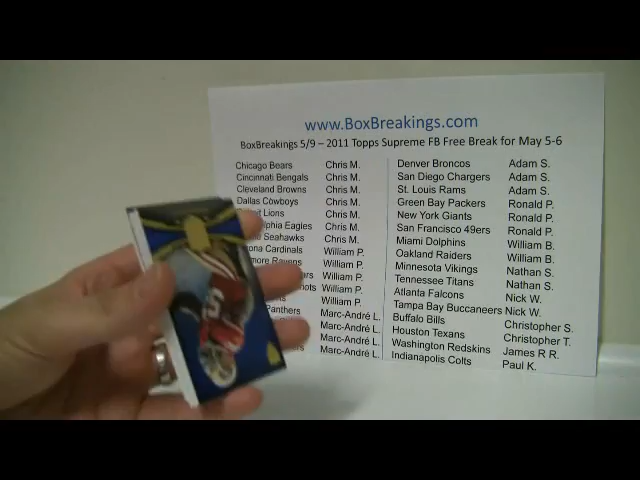 www.BoxBreakings.com
BoxBreakings 5/9 – 2011 Topps Supreme FB Free Break for May 5-6
Chicago Bears Chris M.
Cincinnati Bengals Chris M.
Cleveland Browns Chris M.
Dallas Cowboys Chris M.
Lions Chris M.
Eagles Chris M.
Seahawks Chris M.
Cardinals William P.
Ravens William P.
William P.
William P.
William P.
Panthers Marc-André L.
Marc-André L.
Marc-André L.
Marc-André L.
Denver Broncos Adam S.
San Diego Chargers Adam S.
St. Louis Rams Adam S.
Green Bay Packers Ronald P.
New York Giants Ronald P.
San Francisco 49ers Ronald P.
Miami Dolphins William B.
Oakland Raiders William B.
Minnesota Vikings Nathan S.
Tennessee Titans Nathan S.
Atlanta Falcons Nick W.
Tampa Bay Buccaneers Nick W.
Buffalo Bills Christopher S.
Houston Texans Christopher T.
Washington Redskins James R R.
Indianapolis Colts Paul K.